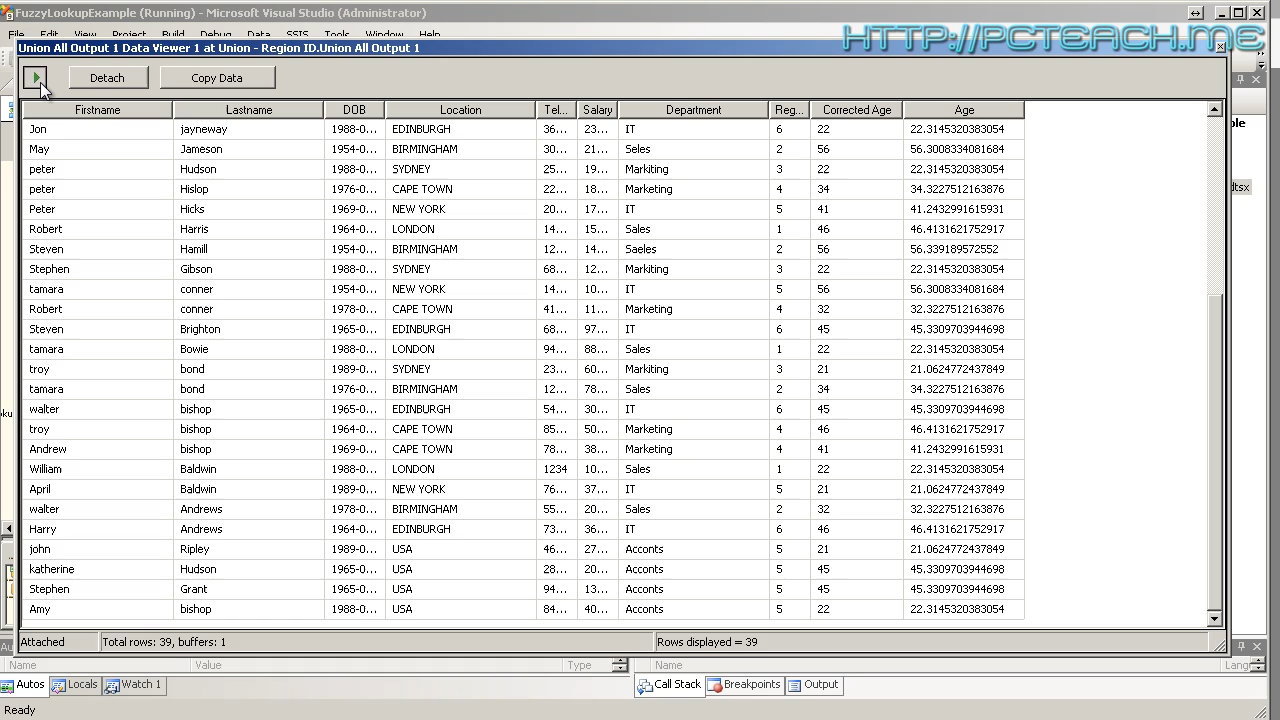 FuzzyLookupExample (Running) - Microsoft Visual Studio (Administrator)
HTTP://PCTEACH.ME
File Edit View Project Build Debug Data SSIS Tools Window Community Help
Union All Output 1 Data Viewer 1 at Union - Region ID.Union All Output 1
Detach Copy Data
Firstname Lastname DOB Location Tel... Salary Department Reg... Corrected Age Age
Jon jayneway 1988-0... EDINBURGH 36... 23... IT 6 22 22.3145320383054
May Jameson 1954-0... BIRMINGHAM 30... 21... Seles 2 56 56.3008334081684
peter Hudson 1988-0... SYDNEY 25... 19... Markiting 3 22 22.3145320383054
peter Hislop 1976-0... CAPE TOWN 22... 18... Marketing 4 34 34.3227512163876
Peter Hicks 1969-0... NEW YORK 20... 17... IT 5 41 41.2432991615931
Robert Harris 1964-0... LONDON 14... 15... Sales 1 46 46.4131621752917
Steven Hamill 1954-0... BIRMINGHAM 12... 14... Saeles 2 56 56.339189572552
Stephen Gibson 1988-0... SYDNEY 68... 12... Markiting 3 22 22.3145320383054
tamara conner 1954-0... NEW YORK 14... 10... IT 5 56 56.3008334081684
Robert conner 1978-0... CAPE TOWN 41... 11... Marketing 4 32 32.3227512163876
Steven Brighton 1965-0... EDINBURGH 68... 97... IT 6 45 45.3309703944698
tamara Bowie 1988-0... LONDON 94... 88... Sales 1 22 22.3145320383054
troy bond 1989-0... SYDNEY 23... 60... Markiting 3 21 21.0624772437849
tamara bond 1976-0... BIRMINGHAM 12... 78... Sales 2 34 34.3227512163876
walter bishop 1965-0... EDINBURGH 54... 30... IT 6 45 45.3309703944698
troy bishop 1964-0... CAPE TOWN 85... 50... Marketing 4 46 46.4131621752917
Andrew bishop 1969-0... CAPE TOWN 78... 38... Marketing 4 41 41.2432991615931
William Baldwin 1988-0... LONDON 1234 10... Sales 1 22 22.3145320383054
April Baldwin 1989-0... NEW YORK 76... 37... IT 5 21 21.0624772437849
walter Andrews 1978-0... BIRMINGHAM 55... 20... Sales 2 32 32.3227512163876
Harry Andrews 1964-0... EDINBURGH 73... 36... IT 6 46 46.4131621752917
john Ripley 1989-0... USA 46... 27... Acconts 5 21 21.0624772437849
katherine Hudson 1965-0... USA 28... 20... Acconts 5 45 45.3309703944698
Stephen Grant 1965-0... USA 94... 13... Acconts 5 45 45.3309703944698
Amy bishop 1988-0... USA 84... 40... Acconts 5 22 22.3145320383054
Attached Total rows: 39, buffers: 1 Rows displayed = 39
Name Value Type Name Lang
Autos Locals Watch 1 Call Stack Breakpoints Output
Ready